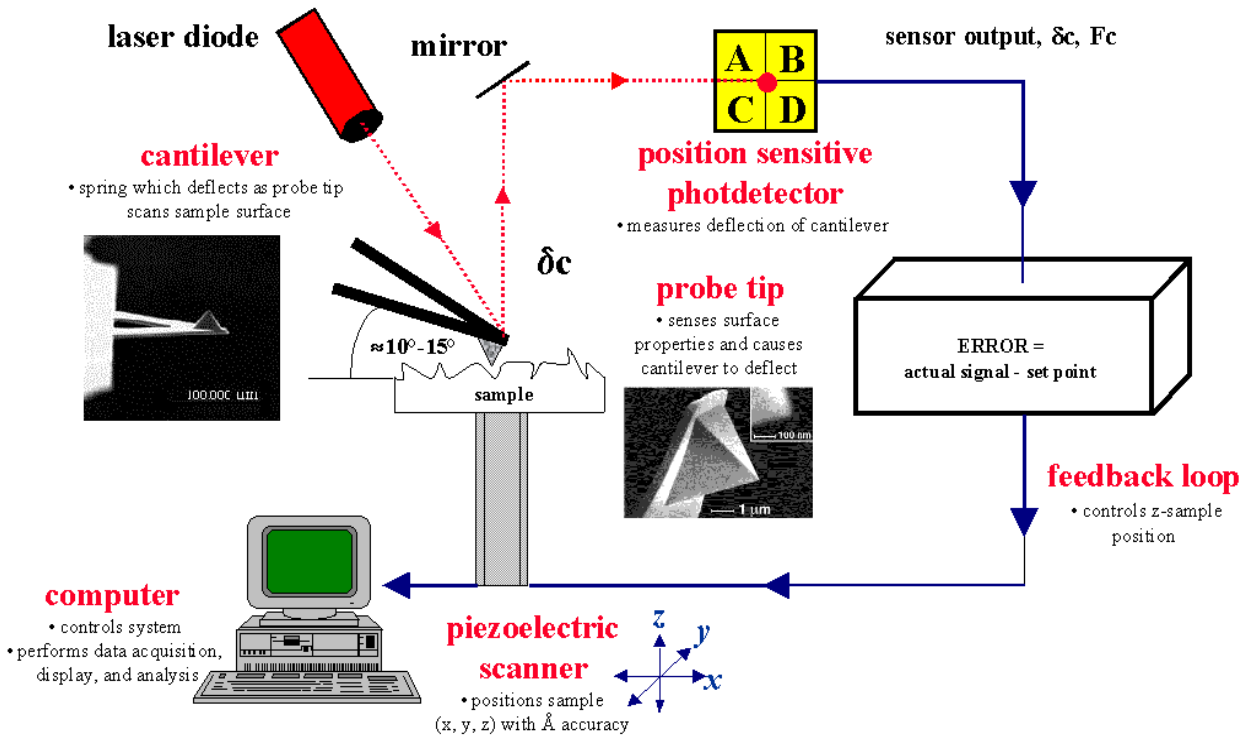 laser diode
mirror
A B
C D
sensor output, δc, Fc
cantilever
• spring which deflects as probe tip
scans sample surface
100.000 μm
position sensitive
photdetector
• measures deflection of cantilever
δc
≈10°-15°
sample
probe tip
• senses surface
properties and causes
cantilever to deflect
100 nm
1 μm
ERROR =
actual signal - set point
feedback loop
• controls z-sample
position
computer
• controls system
• performs data acquisition,
display, and analysis
piezoelectric
scanner
• positions sample
(x, y, z) with Å accuracy
z
y
x